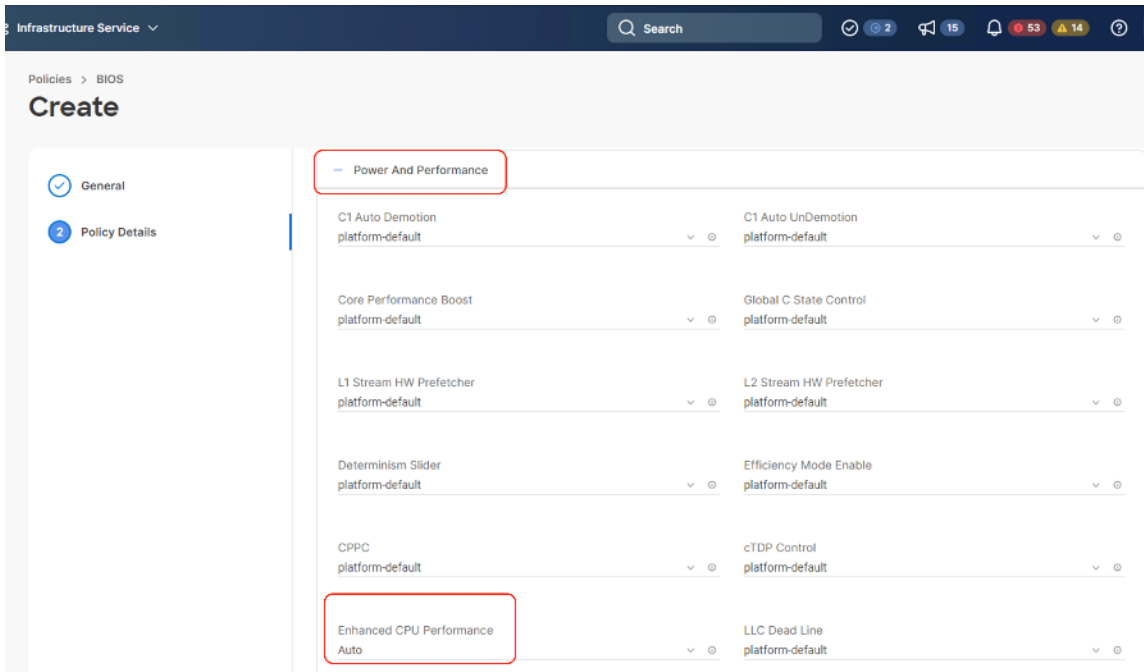 Infrastructure Service
Search
2
15
53
14
Policies > BIOS
Create
General
2 Policy Details
− Power And Performance
C1 Auto Demotion
platform-default
C1 Auto UnDemotion
platform-default
Core Performance Boost
platform-default
Global C State Control
platform-default
L1 Stream HW Prefetcher
platform-default
L2 Stream HW Prefetcher
platform-default
Determinism Slider
platform-default
Efficiency Mode Enable
platform-default
CPPC
platform-default
cTDP Control
platform-default
Enhanced CPU Performance
Auto
LLC Dead Line
platform-default